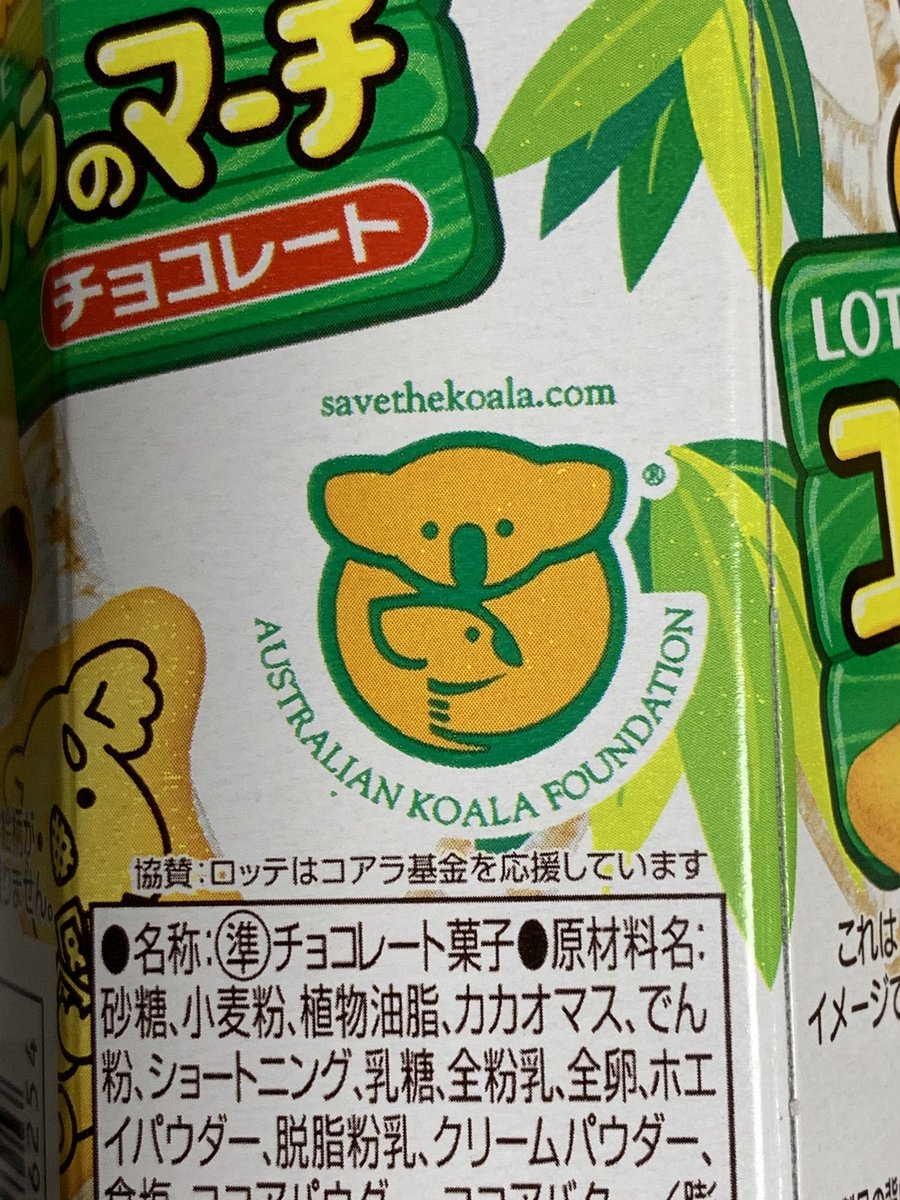 のマーチ
チョコレート
LOT
savethekoala.com
®
AUSTRALIAN KOALA FOUNDATION
協賛:ロッテはコアラ基金を応援しています
●名称:準チョコレート菓子●原材料名:
砂糖、小麦粉、植物油脂、カカオマス、でん
粉、ショートニング、乳糖、全粉乳、全卵、ホエ
イパウダー、脱脂粉乳、クリームパウダー、
これは
イメージで
62254